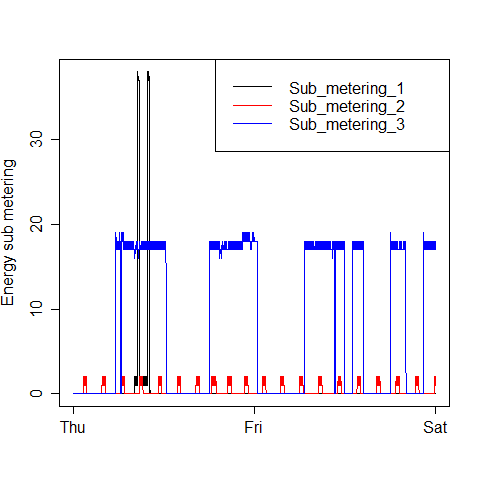 Sub_metering_1
Sub_metering_2
Sub_metering_3
Energy sub metering
30
20
10
0
Thu Fri Sat